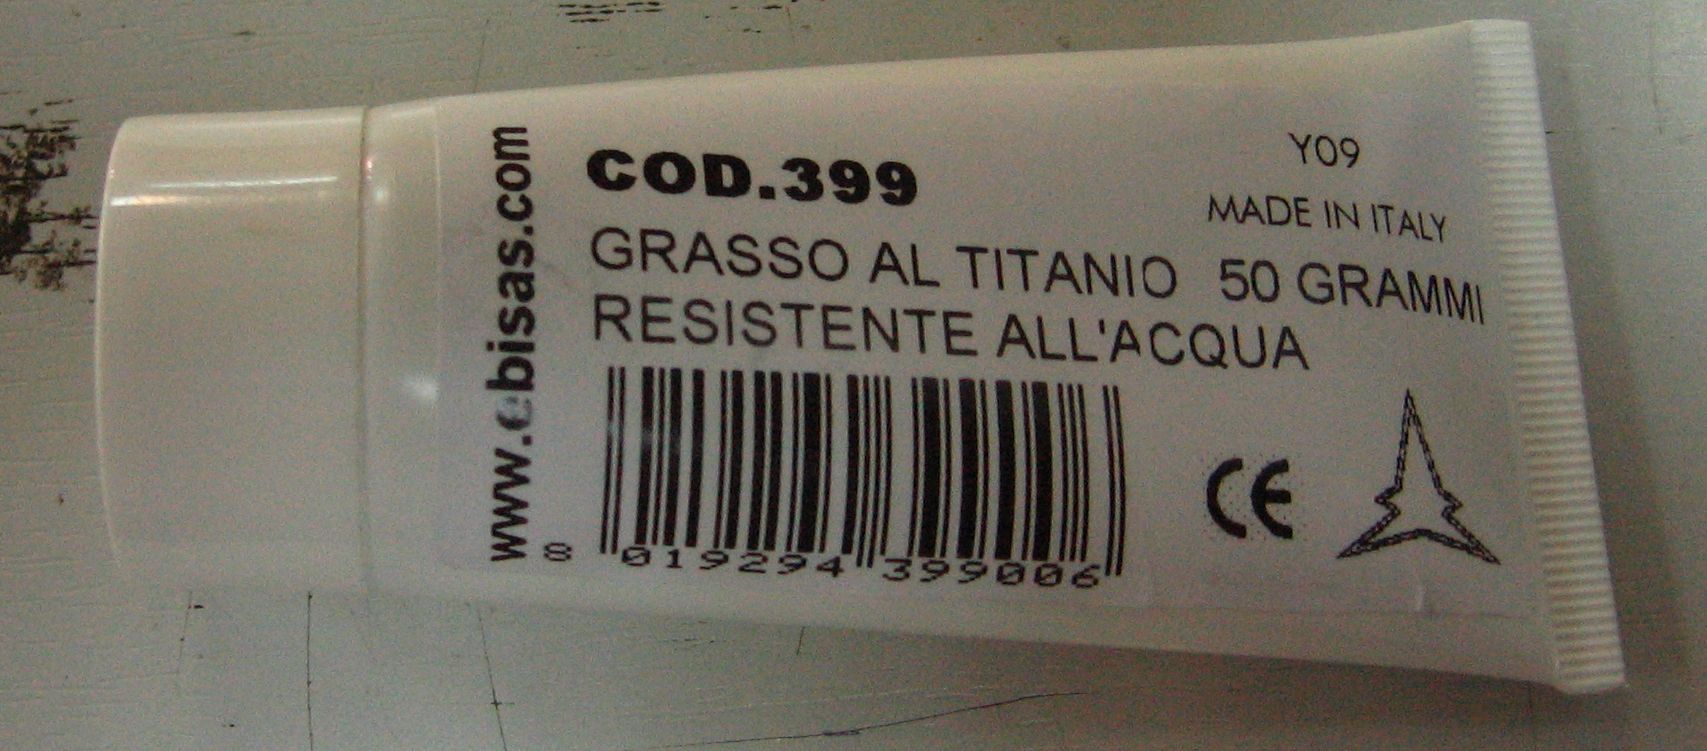 www.ebisas.com
COD.399
Y09
MADE IN ITALY
GRASSO AL TITANIO 50 GRAMMI
RESISTENTE ALL'ACQUA
CE
8 019294 399006